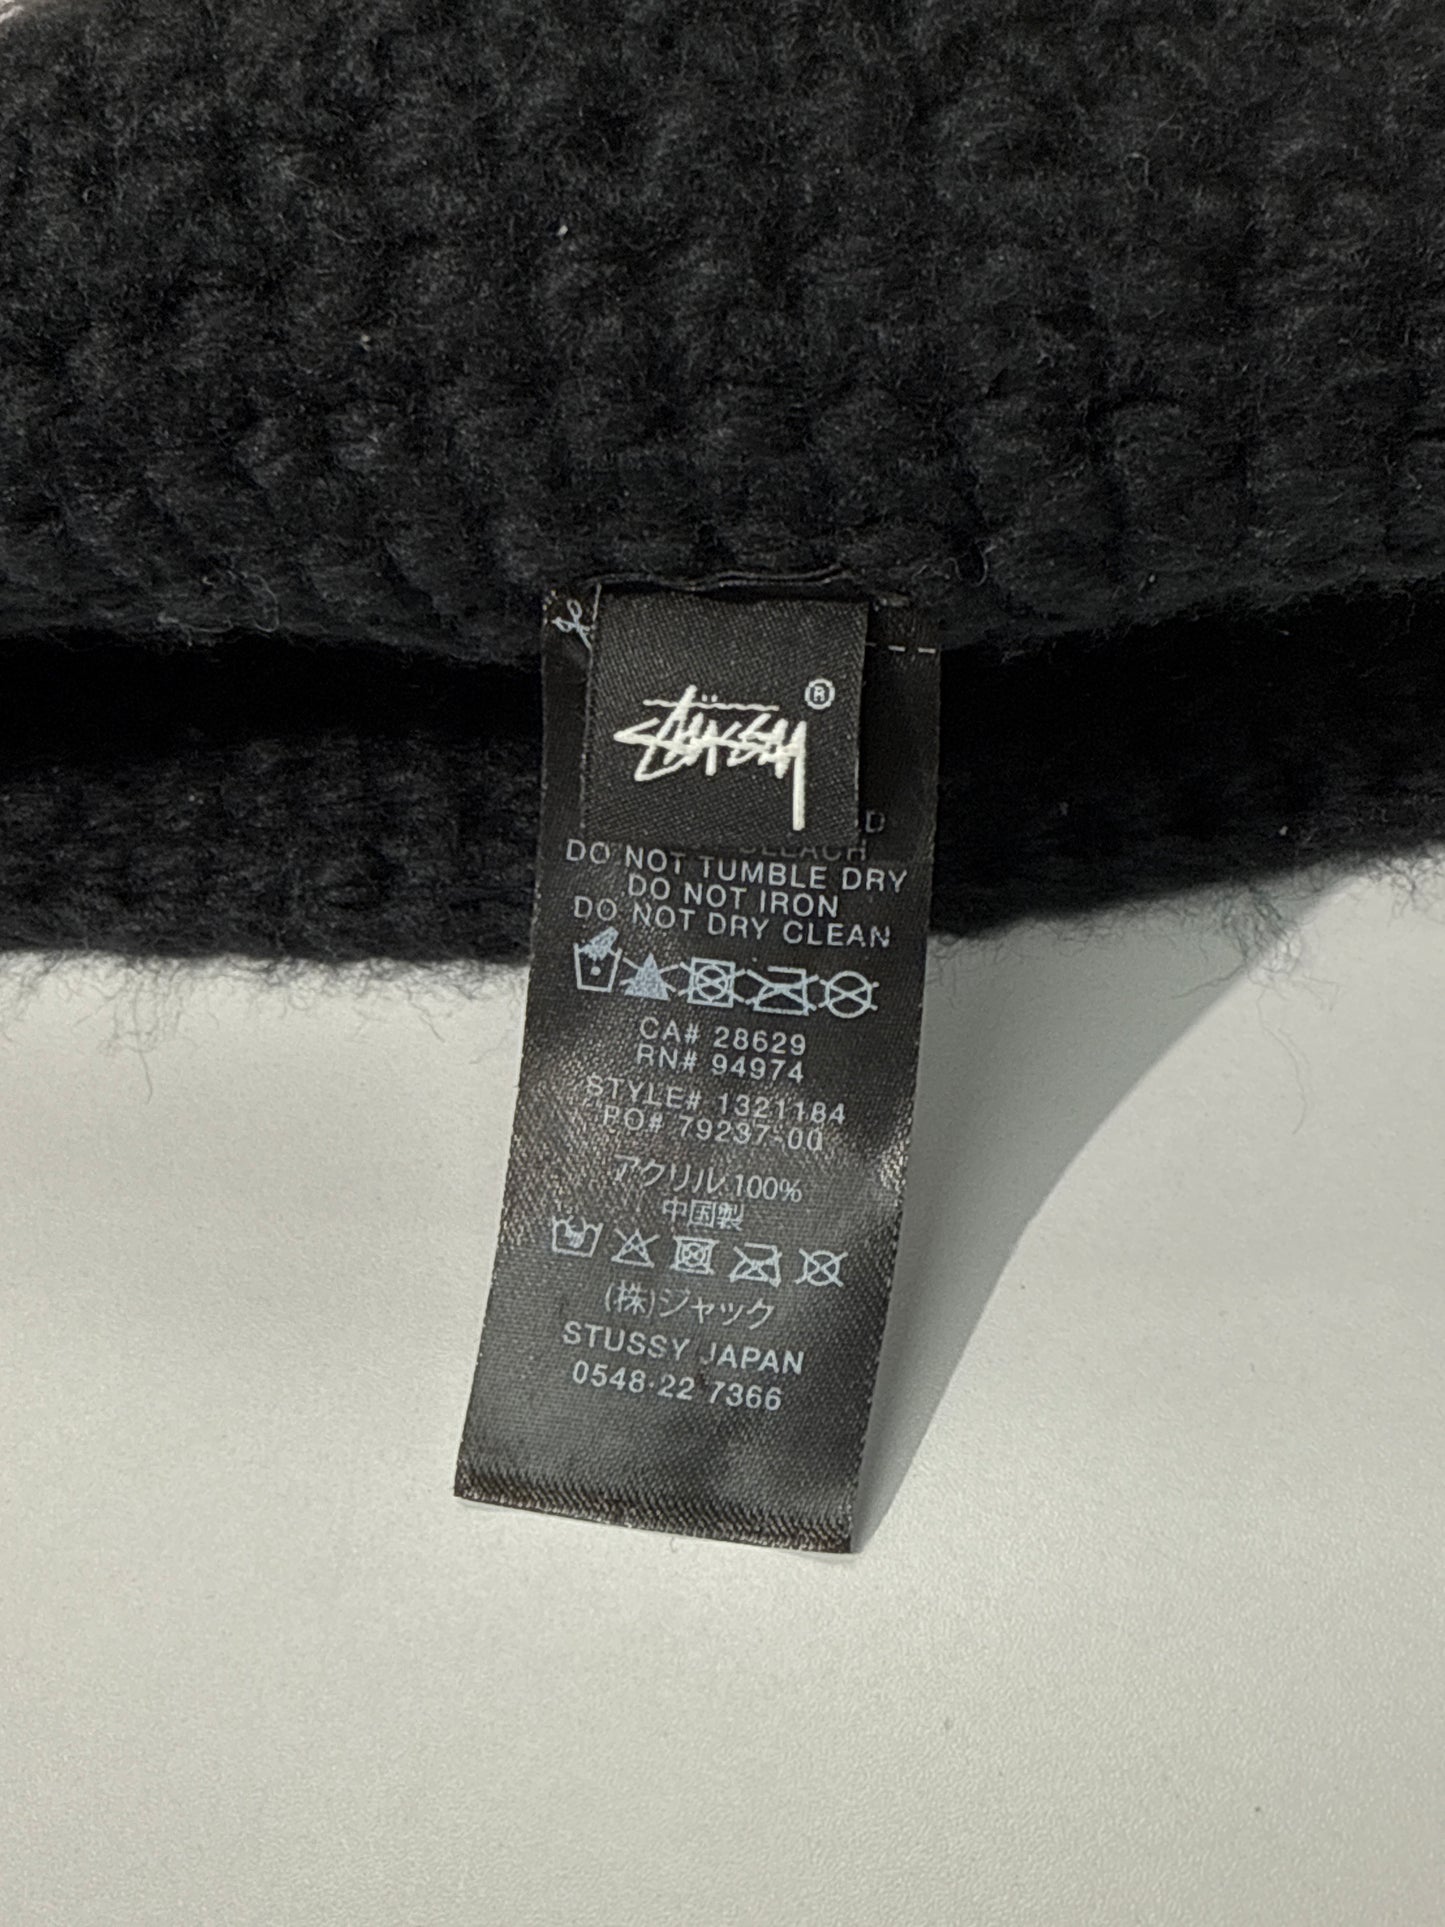 Stüssy ®
DO NOT TUMBLE DRY
DO NOT IRON
DO NOT DRY CLEAN
CA# 28629
RN# 94974
STYLE# 1321184
PO# 79237-00
アクリル 100%
中国製
(株)ジャック
STUSSY JAPAN
0548-22 7366